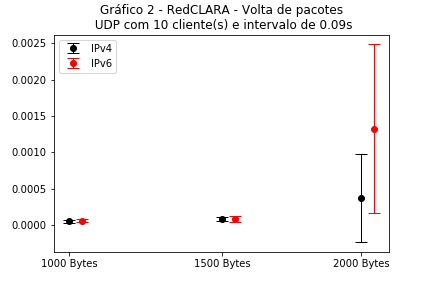 Gráfico 2 - RedCLARA - Volta de pacotes
UDP com 10 cliente(s) e intervalo de 0.09s
IPv4
IPv6
0.0025
0.0020
0.0015
0.0010
0.0005
0.0000
1000 Bytes
1500 Bytes
2000 Bytes